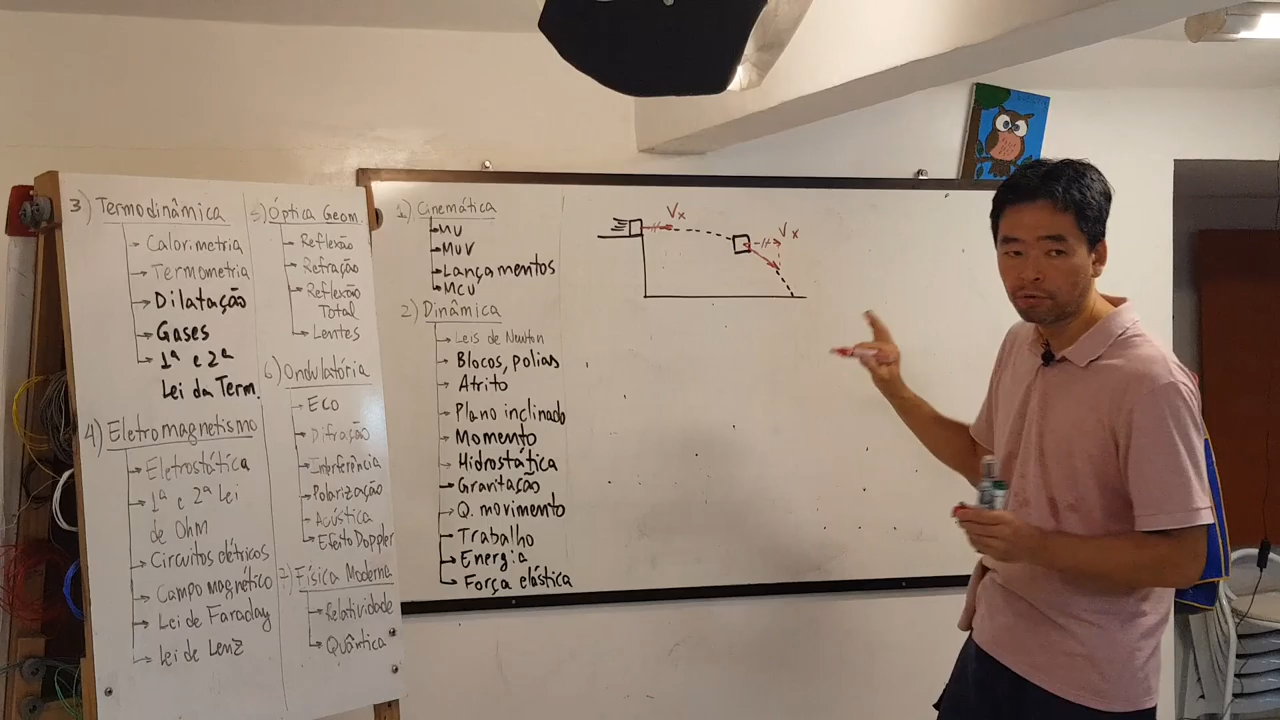 3) Termodinâmica
Calorimetria
Termometria
Dilatação
Gases
1ª e 2ª
Lei da Term.
4) Eletromagnetismo
Eletrostática
1ª e 2ª Lei
de Ohm
Circuitos elétricos
Campo magnético
Lei de Faraday
Lei de Lenz
5) Óptica Geom.
Reflexão
Refração
Reflexão
Total
Lentes
6) Ondulatória
Eco
Difração
Interferência
Polarização
Acústica
Efeito Doppler
7) Física Moderna
Relatividade
Quântica
1) Cinemática
MU
MUV
Lançamentos
MCU
2) Dinâmica
Leis de Newton
Blocos, polias
Atrito
Plano inclinado
Momento
Hidrostática
Gravitação
Q. movimento
Trabalho
Energia
Força elástica
Vx
Vx